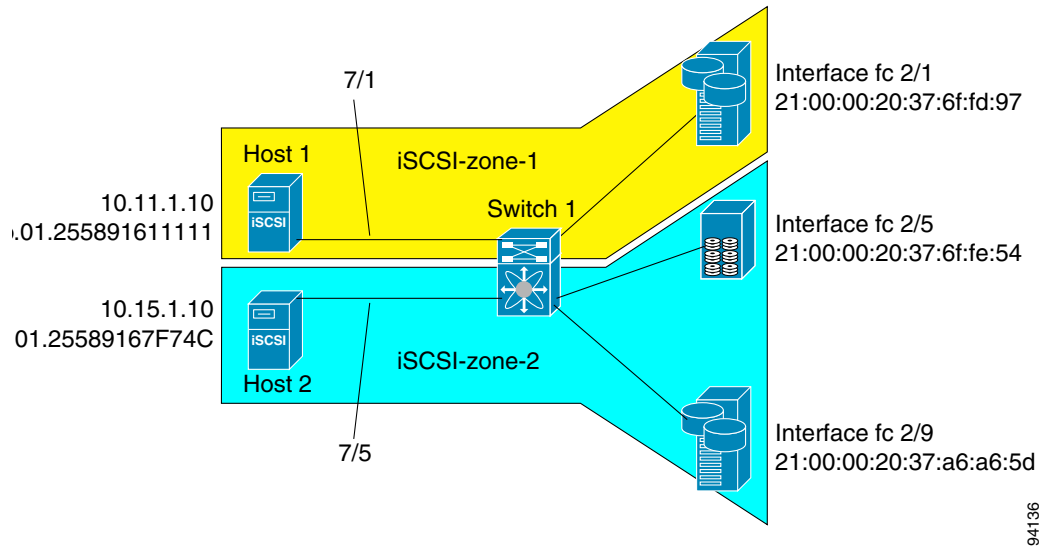 7/1
Interface fc 2/1
21:00:00:20:37:6f:fd:97
Host 1
iSCSI-zone-1
10.11.1.10
.01.255891611111
iSCSI
Switch 1
Interface fc 2/5
21:00:00:20:37:6f:fe:54
10.15.1.10
01.25589167F74C
iSCSI
iSCSI-zone-2
Host 2
7/5
Interface fc 2/9
21:00:00:20:37:a6:a6:5d
94136